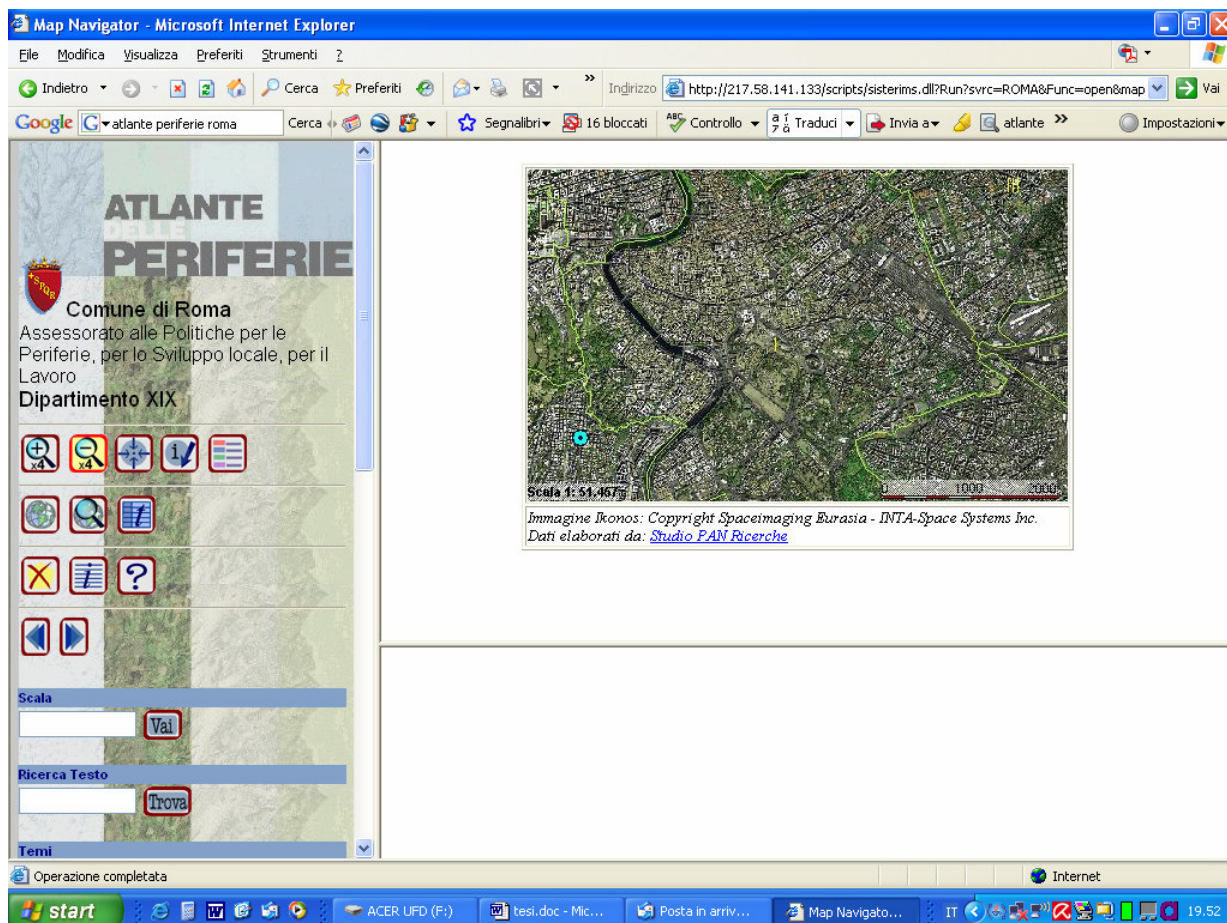 Map Navigator - Microsoft Internet Explorer
File Modifica Visualizza Preferiti Strumenti ?
Indietro Cerca Preferiti » Indirizzo http://217.58.141.133/scripts/sisterims.dll?Run?svrc=ROMA&Func=open&map Vai
Google G atlante periferie roma Cerca Segnalibri 16 bloccati ABC Controllo Traduci Invia a atlante » Impostazioni
ATLANTE
DELLE
PERIFERIE
SPQR
Comune di Roma
Assessorato alle Politiche per le
Periferie, per lo Sviluppo locale, per il
Lavoro
Dipartimento XIX
x4 x4 i
i
i ?
Scala
Vai
Ricerca Testo
Trova
Temi
Scala 1: 51.467
0 1000 2000
Immagine Ikonos: Copyright Spaceimaging Eurasia - INTA-Space Systems Inc.
Dati elaborati da: Studio PAN Ricerche
Operazione completata
Internet
start ACER UFD (F:) tesi.doc - Mic... Posta in arriv... Map Navigato... IT 19.52